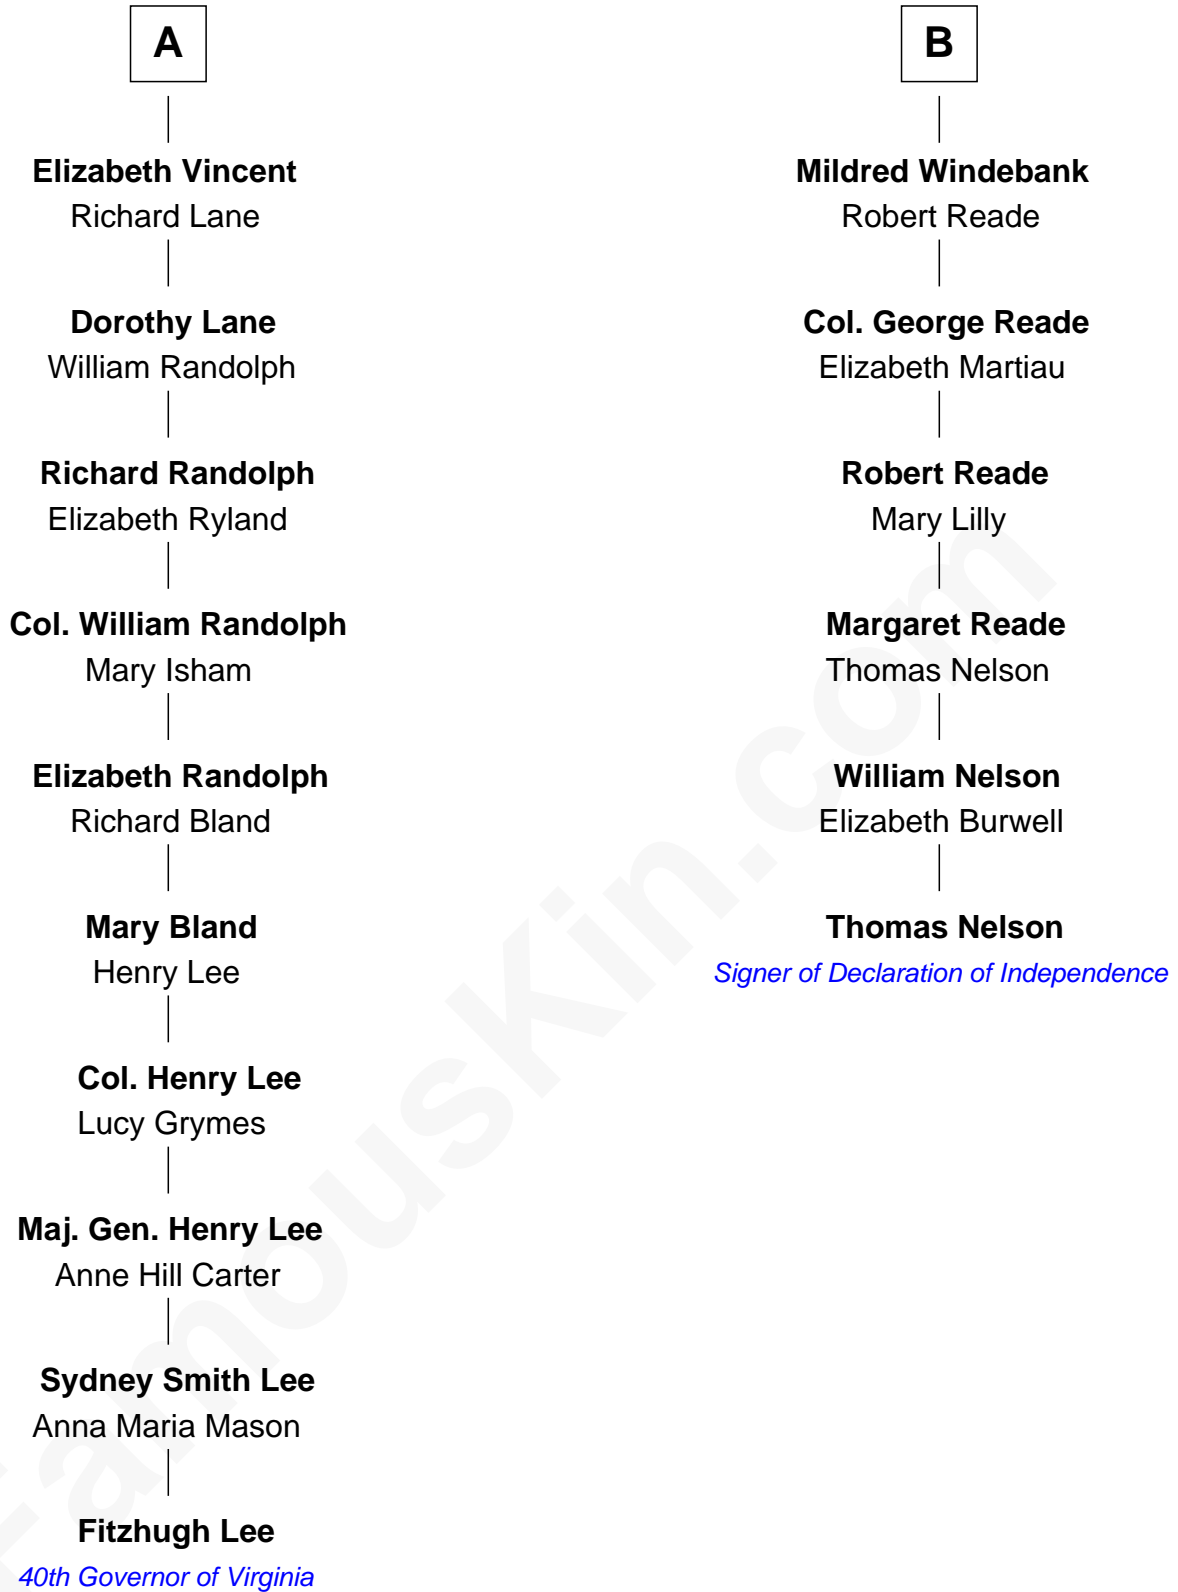 A
Elizabeth Vincent
Richard Lane
Dorothy Lane
William Randolph
Richard Randolph
Elizabeth Ryland
Col. William Randolph
Mary Isham
Elizabeth Randolph
Richard Bland
Mary Bland
Henry Lee
Col. Henry Lee
Lucy Grymes
Maj. Gen. Henry Lee
Anne Hill Carter
Sydney Smith Lee
Anna Maria Mason
Fitzhugh Lee
40th Governor of Virginia
B
Mildred Windebank
Robert Reade
Col. George Reade
Elizabeth Martiau
Robert Reade
Mary Lilly
Margaret Reade
Thomas Nelson
William Nelson
Elizabeth Burwell
Thomas Nelson
Signer of Declaration of Independence
FamousKin.com